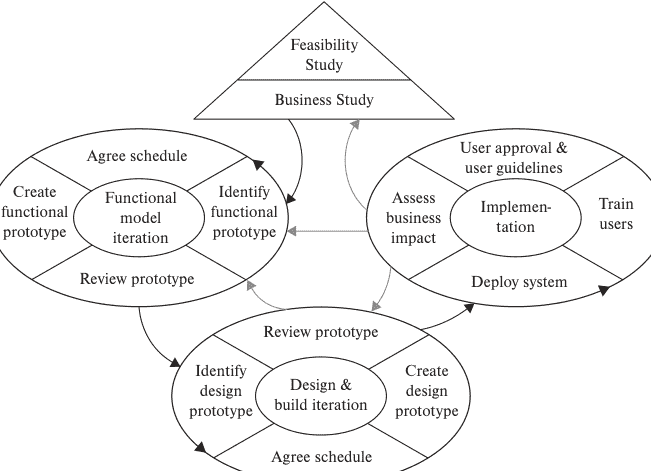 Feasibility
Study
Business Study
Agree schedule
Create
functional
prototype
Functional
model
iteration
Identify
functional
prototype
Review prototype
User approval &
user guidelines
Assess
business
impact
Implemen-
tation
Train
users
Deploy system
Review prototype
Identify
design
prototype
Design &
build iteration
Create
design
prototype
Agree schedule